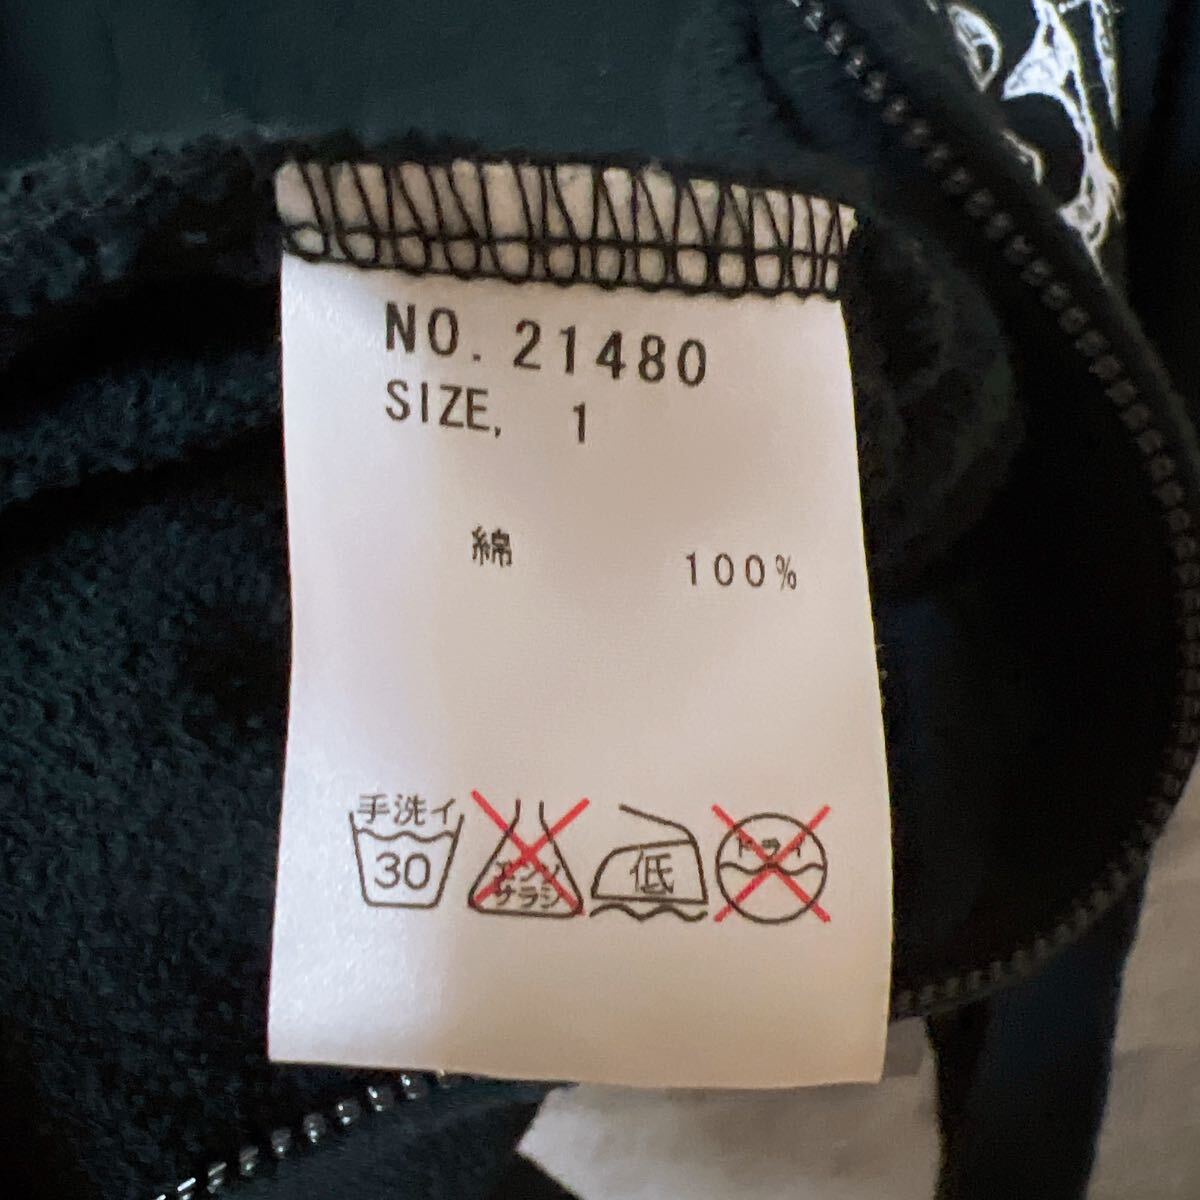 NO. 21480
SIZE. 1
綿 100%
手洗イ
30
エンソ
サラシ
低
ドライ